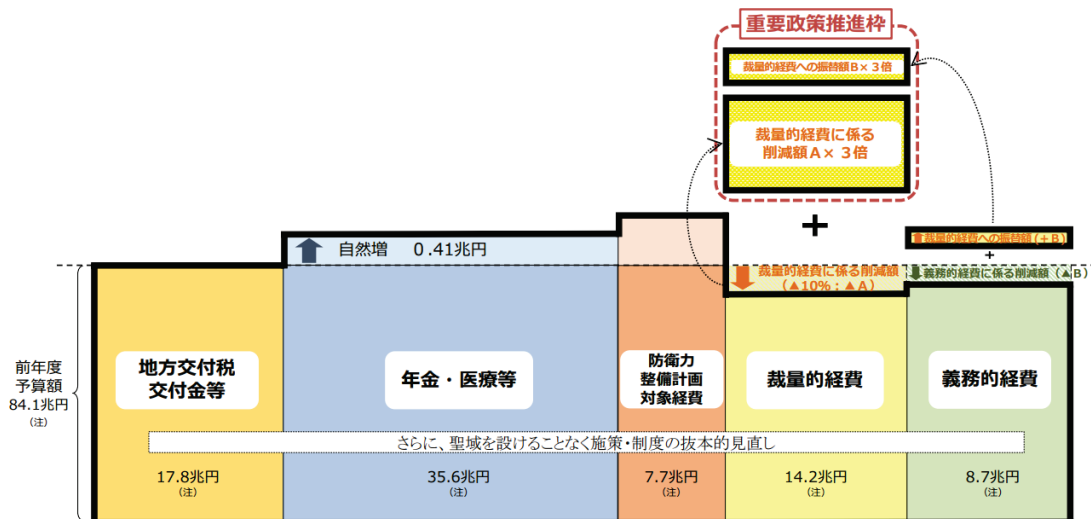 重要政策推進枠
裁量的経費への振替額B×3倍
裁量的経費に係る
削減額A×3倍
+
自然増 0.41兆円
裁量的経費への振替額(+B)
+
裁量的経費に係る削減額
(▲10%:▲A)
義務的経費に係る削減額(▲B)
前年度
予算額
84.1兆円
(注)
地方交付税
交付金等
年金・医療等
防衛力
整備計画
対象経費
裁量的経費
義務的経費
さらに、聖域を設けることなく施策・制度の抜本的見直し
17.8兆円
(注)
35.6兆円
(注)
7.7兆円
(注)
14.2兆円
(注)
8.7兆円
(注)